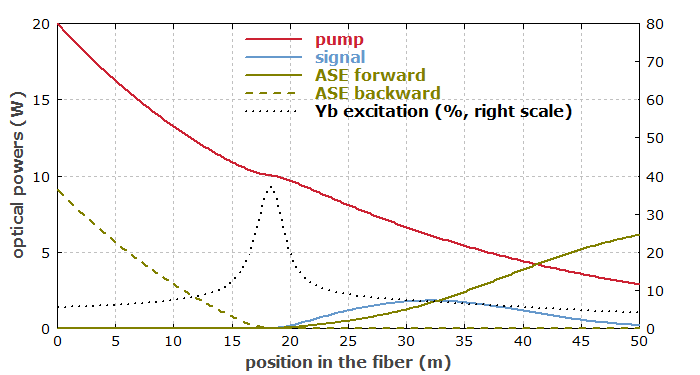 20
15
10
5
0
80
70
60
50
40
30
20
10
0
pump
signal
ASE forward
ASE backward
Yb excitation (%, right scale)
optical powers (W)
0 5 10 15 20 25 30 35 40 45 50
position in the fiber (m)